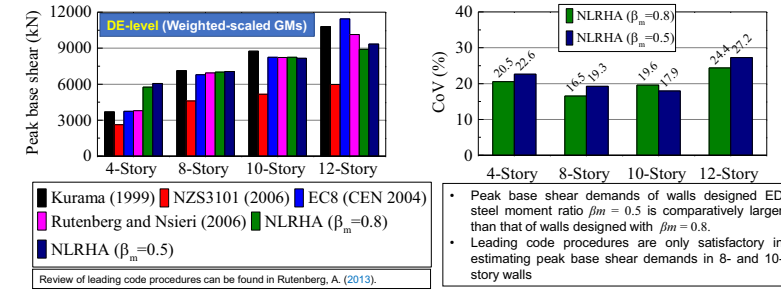 DE-level (Weighted-scaled GMs)
Peak base shear (kN)
12000
9000
6000
3000
0
4-Story 8-Story 10-Story 12-Story
Kurama (1999) NZS3101 (2006) EC8 (CEN 2004)
Rutenberg and Nsieri (2006) NLRHA (βm=0.8)
NLRHA (βm=0.5)
Review of leading code procedures can be found in Rutenberg, A. (2013).
NLRHA (βm=0.8)
NLRHA (βm=0.5)
CoV (%)
40
30
20
10
0
20.5 22.6 16.5 19.3 19.6 17.9 24.4 27.2
4-Story 8-Story 10-Story 12-Story
• Peak base shear demands of walls designed ED
steel moment ratio βm = 0.5 is comparatively larger
than that of walls designed with βm = 0.8.
• Leading code procedures are only satisfactory in
estimating peak base shear demands in 8- and 10-
story walls